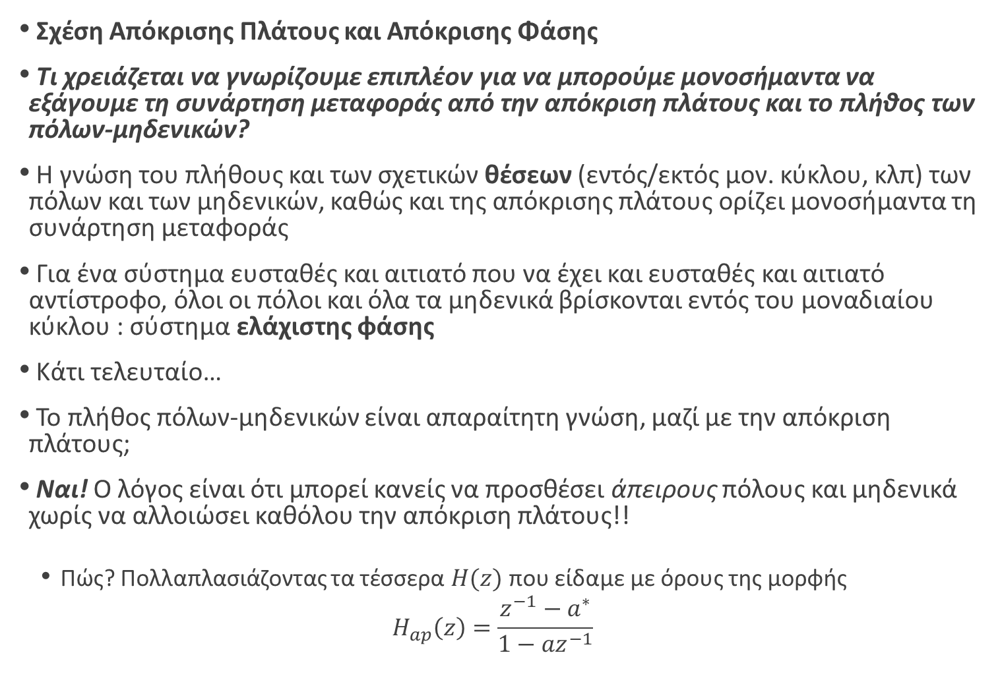 • Σχέση Απόκρισης Πλάτους και Απόκρισης Φάσης
• Τι χρειάζεται να γνωρίζουμε επιπλέον για να μπορούμε μονοσήμαντα να
εξάγουμε τη συνάρτηση μεταφοράς από την απόκριση πλάτους και το πλήθος των
πόλων-μηδενικών?
• Η γνώση του πλήθους και των σχετικών θέσεων (εντός/εκτός μον. κύκλου, κλπ) των
πόλων και των μηδενικών, καθώς και της απόκρισης πλάτους ορίζει μονοσήμαντα τη
συνάρτηση μεταφοράς
• Για ένα σύστημα ευσταθές και αιτιατό που να έχει και ευσταθές και αιτιατό
αντίστροφο, όλοι οι πόλοι και όλα τα μηδενικά βρίσκονται εντός του μοναδιαίου
κύκλου : σύστημα ελάχιστης φάσης
• Κάτι τελευταίο…
• Το πλήθος πόλων-μηδενικών είναι απαραίτητη γνώση, μαζί με την απόκριση
πλάτους;
• Ναι! Ο λόγος είναι ότι μπορεί κανείς να προσθέσει άπειρους πόλους και μηδενικά
χωρίς να αλλοιώσει καθόλου την απόκριση πλάτους!!
• Πώς? Πολλαπλασιάζοντας τα τέσσερα H(z) που είδαμε με όρους της μορφής
H_{ap}(z) = \frac{z^{-1} - a^*}{1 - az^{-1}}